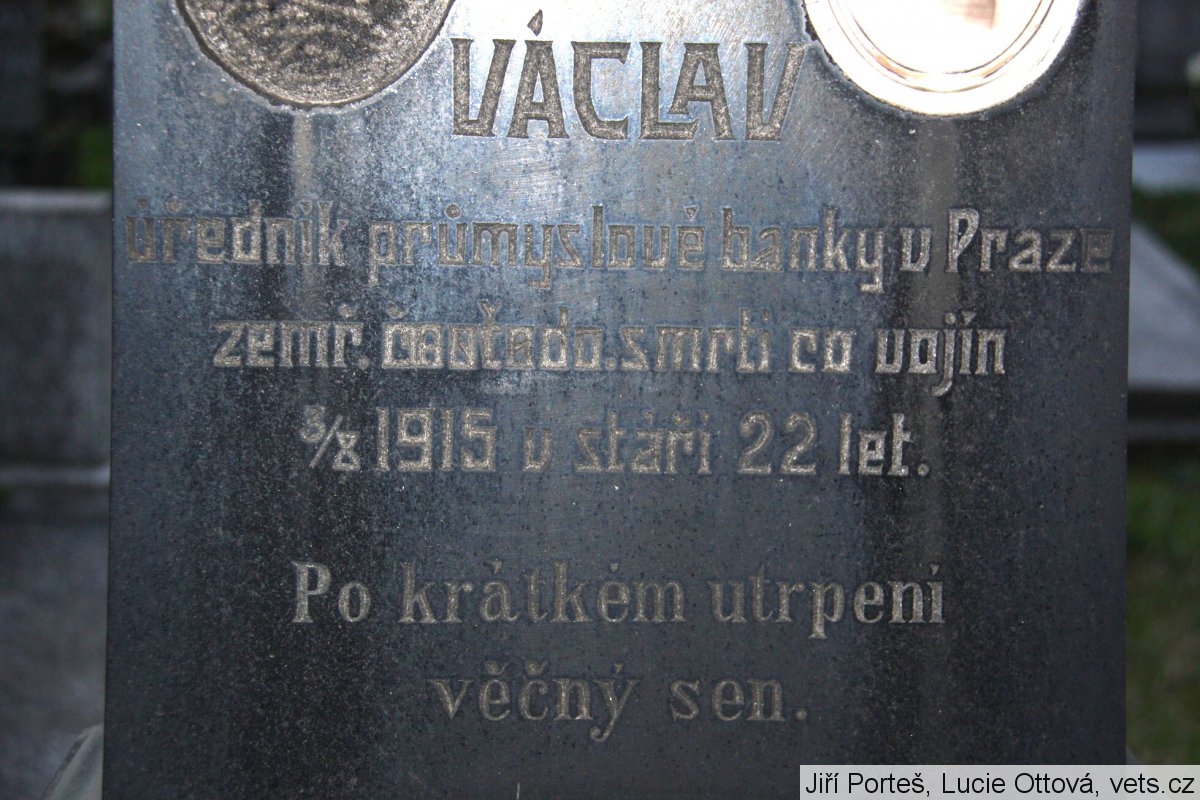 VÁCLAV
úředník průmyslové banky v Praze
zemř. smrti co vojín
3/8 1915 v stáří 22 let.
Po krátkém utrpení
věčný sen.
Jiří Porteš, Lucie Ottová, vets.cz